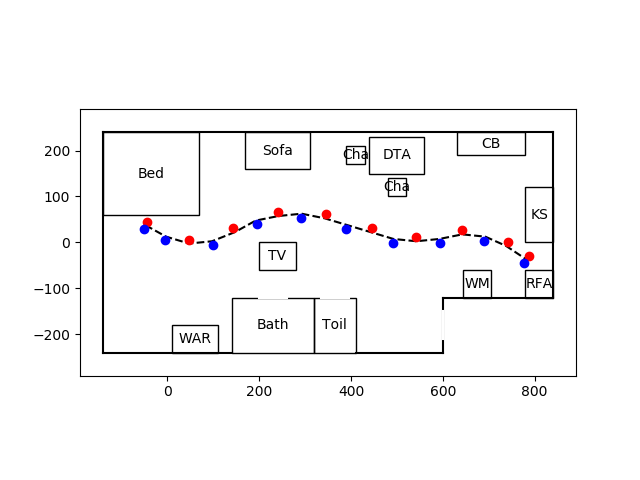 200
100
0
−100
−200
0
200
400
600
800
Bed
Sofa
Cha
DTA
CB
Cha
KS
TV
WM
RFA
Bath
Toil
WAR